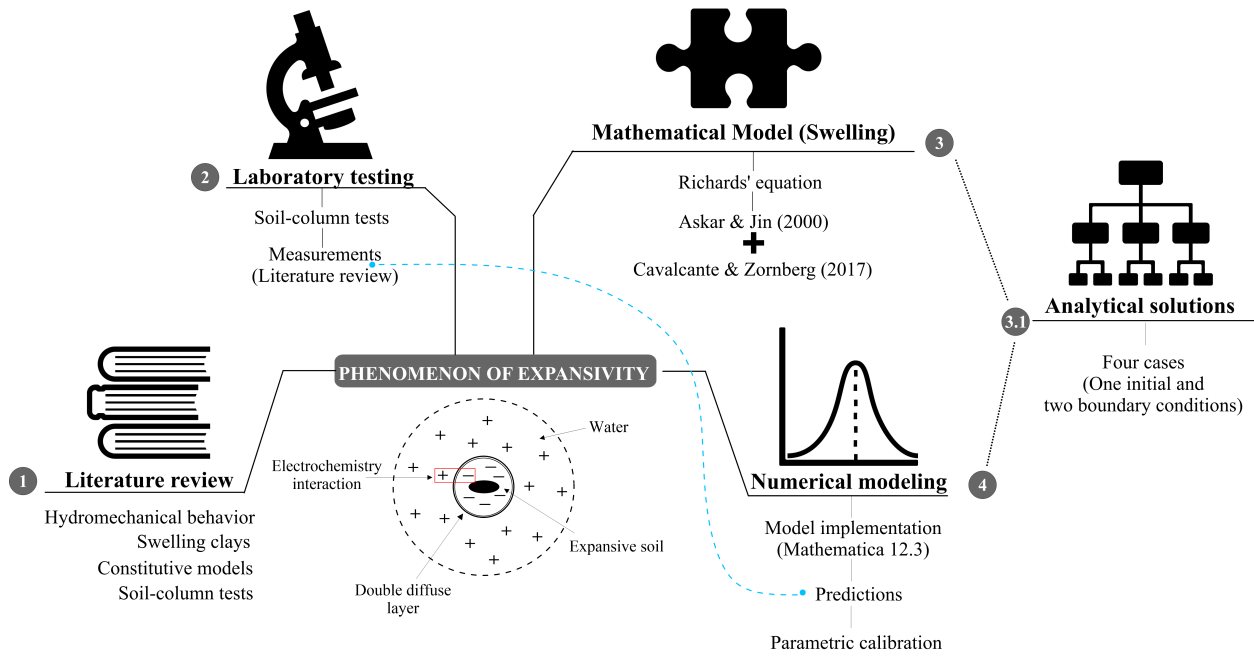 2
Laboratory testing
Soil-column tests
Measurements
(Literature review)
Mathematical Model (Swelling)
3
Richards' equation
Askar & Jin (2000)
Cavalcante & Zornberg (2017)
3.1
Analytical solutions
Four cases
(One initial and
two boundary conditions)
PHENOMENON OF EXPANSIVITY
Water
Electrochemistry
interaction
Expansive soil
Double diffuse
layer
1
Literature review
Hydromechanical behavior
Swelling clays
Constitutive models
Soil-column tests
Numerical modeling
4
Model implementation
(Mathematica 12.3)
Predictions
Parametric calibration